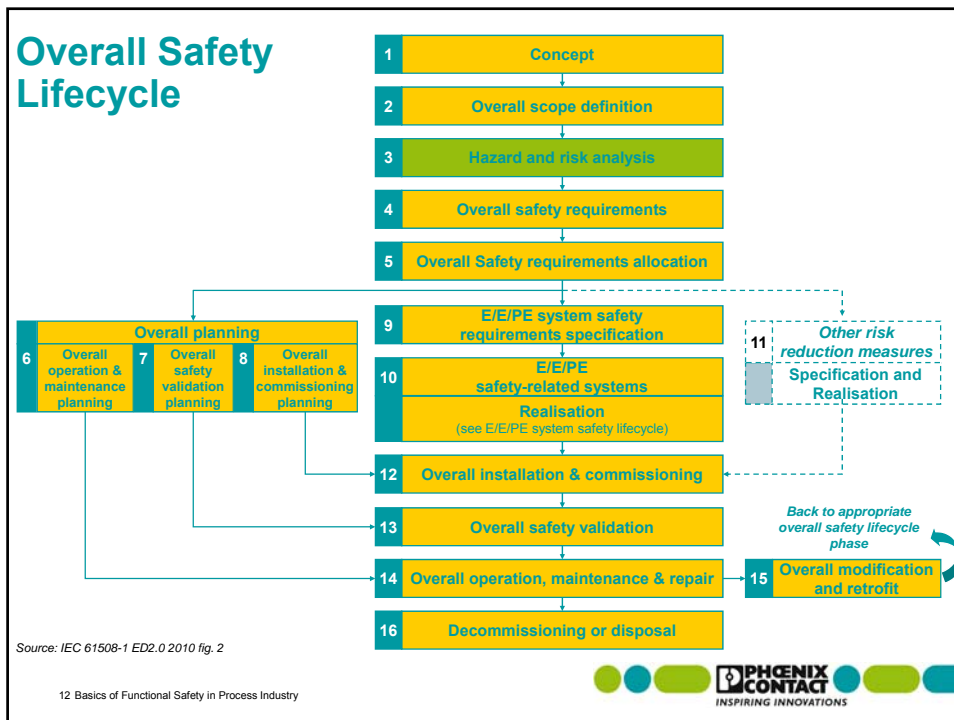 Overall Safety
Lifecycle
1 Concept
2 Overall scope definition
3 Hazard and risk analysis
4 Overall safety requirements
5 Overall Safety requirements allocation
Overall planning
6 Overall
operation &
maintenance
planning
7 Overall
safety
validation
planning
8 Overall
installation &
commissioning
planning
9 E/E/PE system safety
requirements specification
10 E/E/PE
safety-related systems
Realisation
(see E/E/PE system safety lifecycle)
11 Other risk
reduction measures
Specification and
Realisation
12 Overall installation & commissioning
13 Overall safety validation
14 Overall operation, maintenance & repair
Back to appropriate
overall safety lifecycle
phase
15 Overall modification
and retrofit
16 Decommissioning or disposal
Source: IEC 61508-1 ED2.0 2010 fig. 2
12 Basics of Functional Safety in Process Industry
PHŒNIX
CONTACT
INSPIRING INNOVATIONS